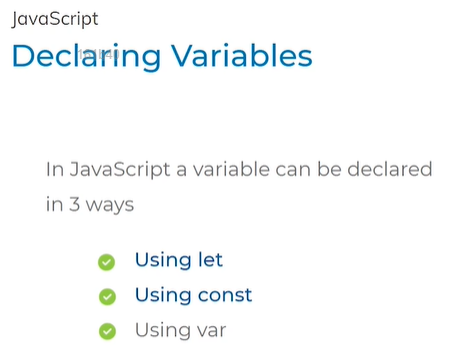 JavaScript
Declaring Variables
In JavaScript a variable can be declared
in 3 ways
Using let
Using const
Using var